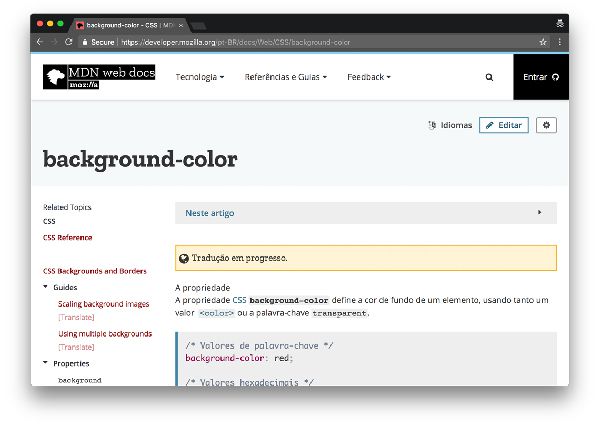 background-color - CSS | MD
Secure
https://developer.mozilla.org/pt-BR/docs/Web/CSS/background-color
MDN web docs
moz://a
Tecnologia
Referências e Guias
Feedback
Entrar
Idiomas
Editar
background-color
Related Topics
CSS
CSS Reference
CSS Backgrounds and Borders
Guides
Scaling background images
[Translate]
Using multiple backgrounds
[Translate]
Properties
background
Neste artigo
Tradução em progresso.
A propriedade
A propriedade CSS background-color define a cor de fundo de um elemento, usando tanto um
valor <color> ou a palavra-chave transparent.
/* Valores de palavra-chave */
background-color: red;
/* Valores hexadecimais */